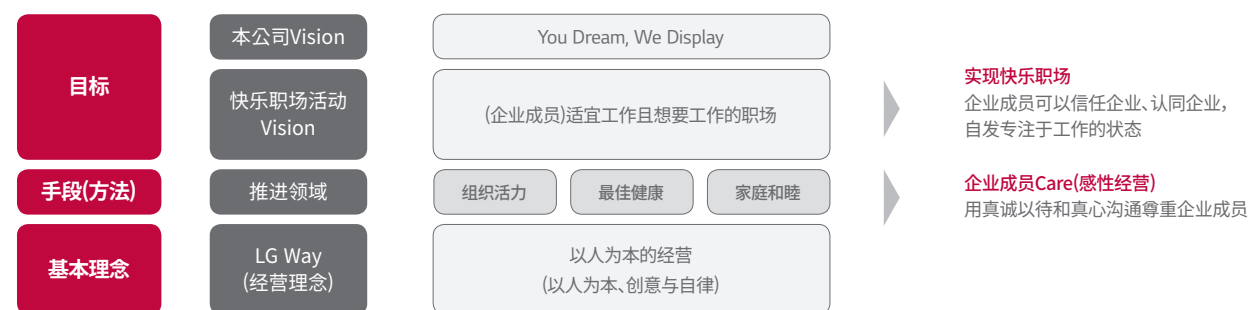 目标
本公司Vision
You Dream, We Display
快乐职场活动
Vision
(企业成员)适宜工作且想要工作的职场
实现快乐职场
企业成员可以信任企业、认同企业，
自发专注于工作的状态
手段(方法)
推进领域
组织活力
最佳健康
家庭和睦
企业成员Care(感性经营)
用真诚以待和真心沟通尊重企业成员
基本理念
LG Way
(经营理念)
以人为本的经营
(以人为本、创意与自律)